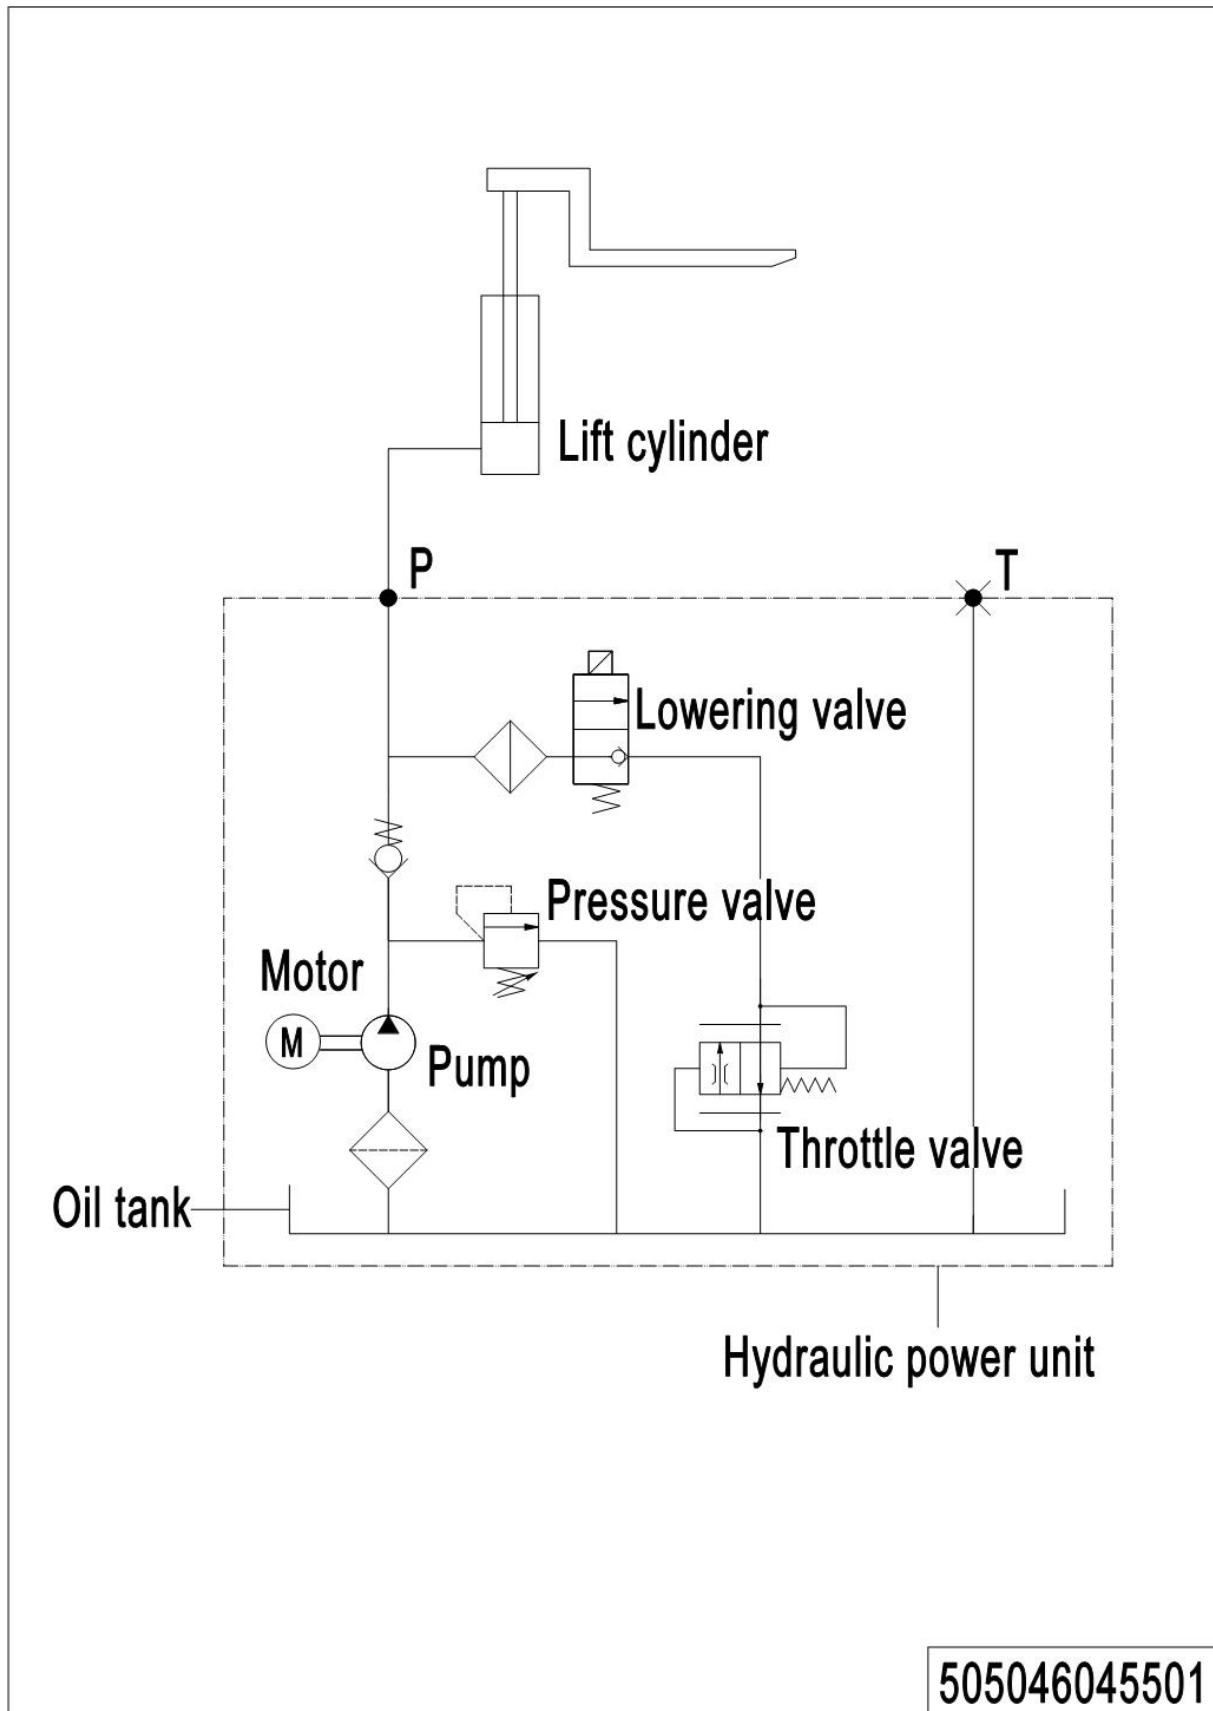 Lift cylinder
P
T
Lowering valve
Pressure valve
Motor
M
Pump
Throttle valve
Oil tank
Hydraulic power unit
505046045501